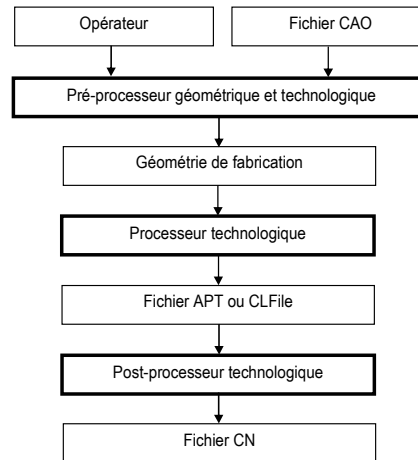 Opérateur
Fichier CAO
Pré-processeur géométrique et technologique
Géométrie de fabrication
Processeur technologique
Fichier APT ou CLFile
Post-processeur technologique
Fichier CN